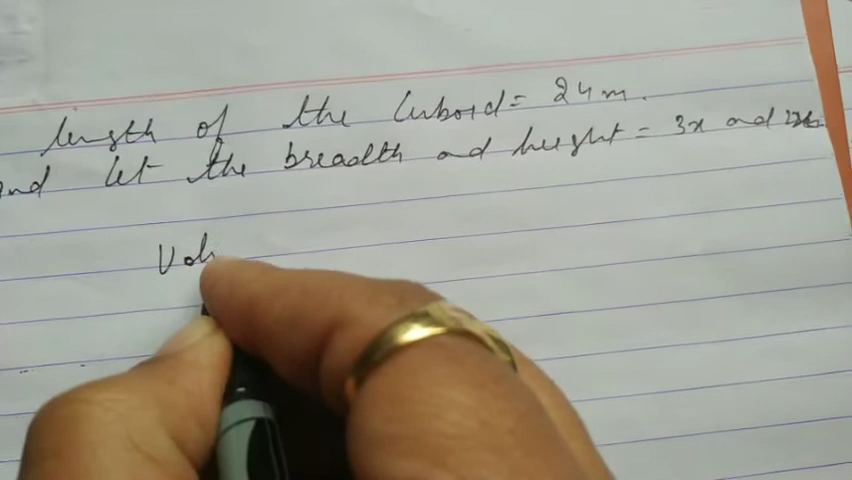 length of the Cuboid = 24 m.
and let the breadth and height = 3x and
Vol